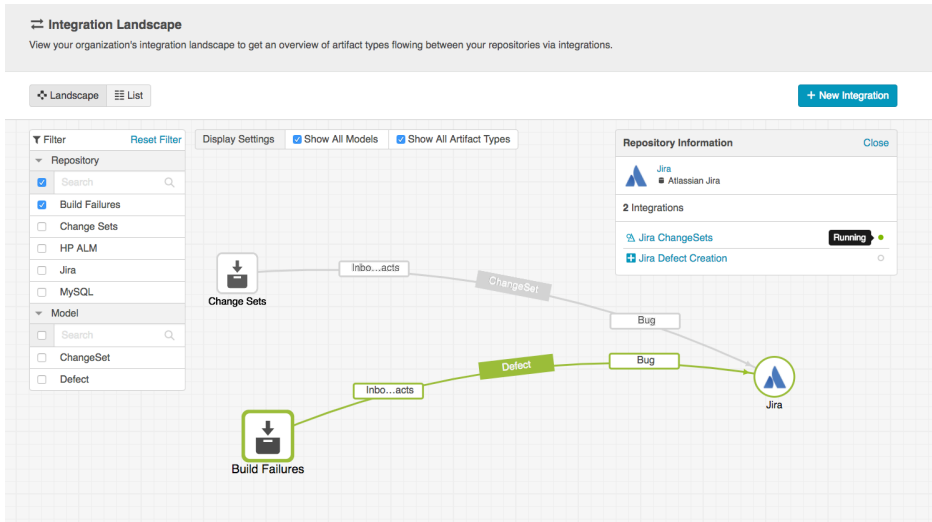 Integration Landscape
View your organization's integration landscape to get an overview of artifact types flowing between your repositories via integrations.
Landscape
List
+ New Integration
Filter
Reset Filter
Repository
Search
Build Failures
Change Sets
HP ALM
Jira
MySQL
Model
Search
ChangeSet
Defect
Display Settings
Show All Models
Show All Artifact Types
Repository Information
Close
Jira
Atlassian Jira
2 Integrations
Jira ChangeSets
Running
Jira Defect Creation
Change Sets
Inbo...acts
ChangeSet
Bug
Build Failures
Inbo...acts
Defect
Bug
Jira